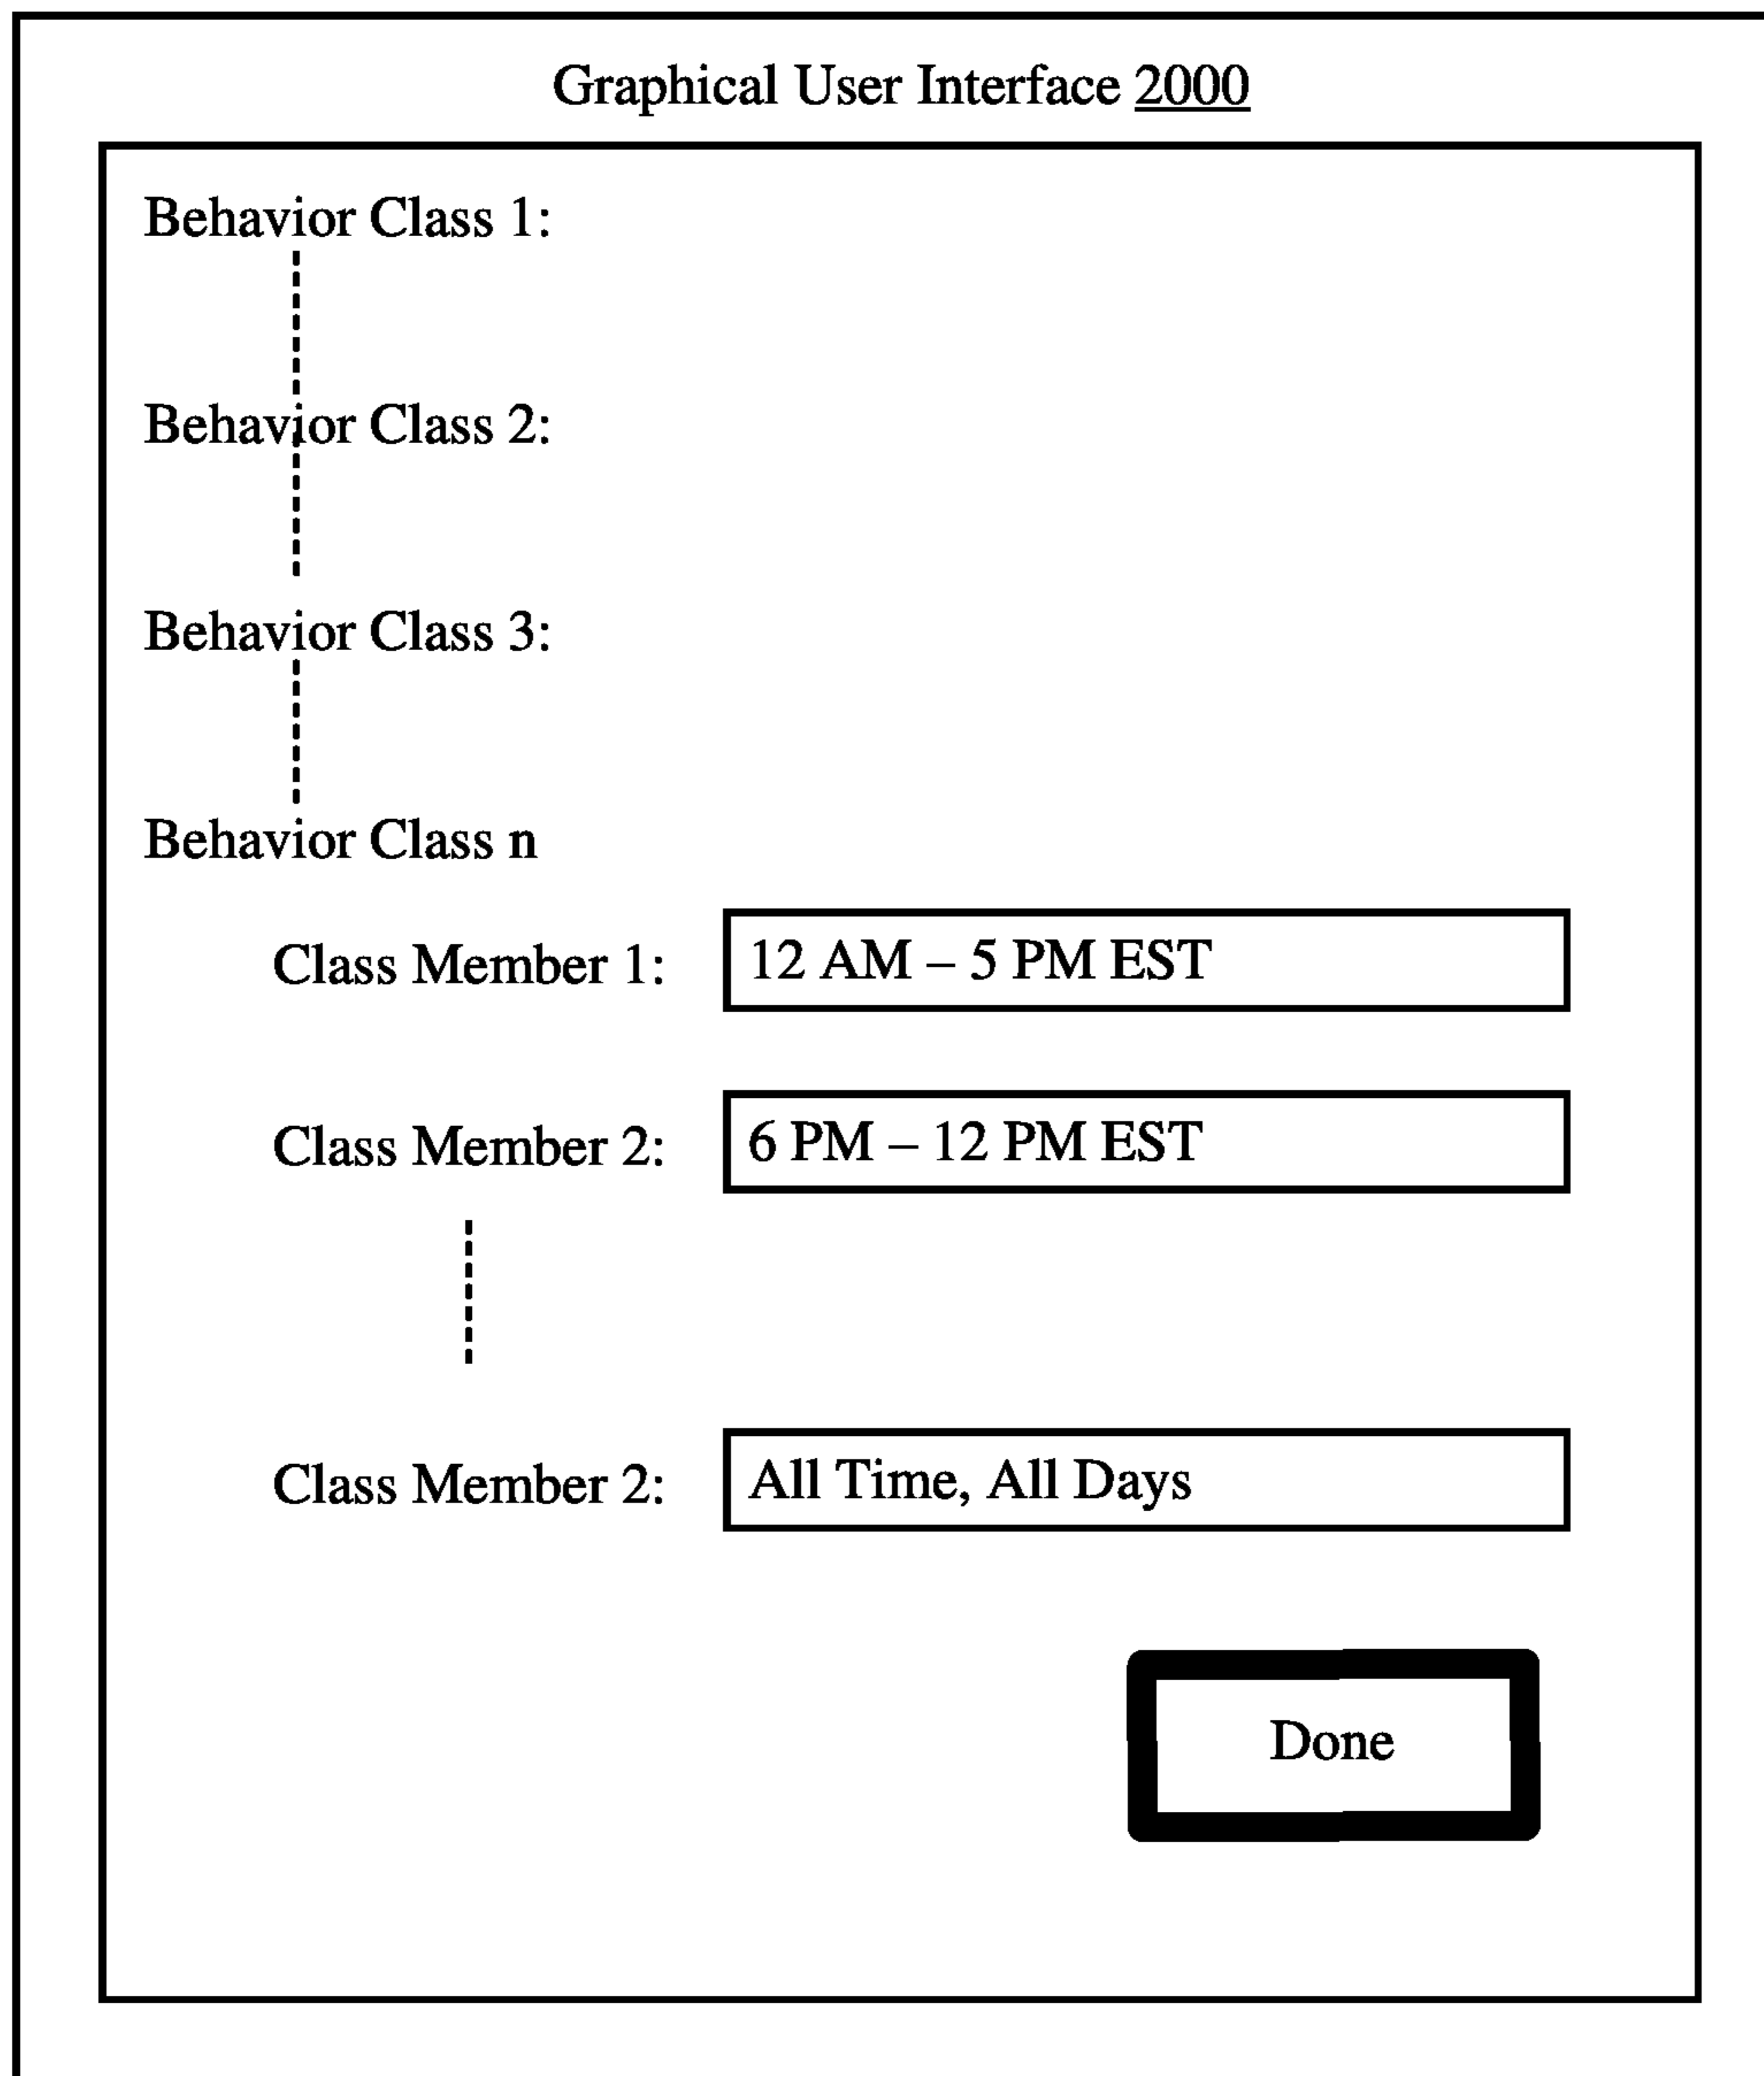 Graphical User Interface 2000
Behavior Class 1:
Behavior Class 2:
Behavior Class 3:
Behavior Class n
Class Member 1: 12 AM – 5 PM EST
Class Member 2: 6 PM – 12 PM EST
Class Member 2: All Time, All Days
Done